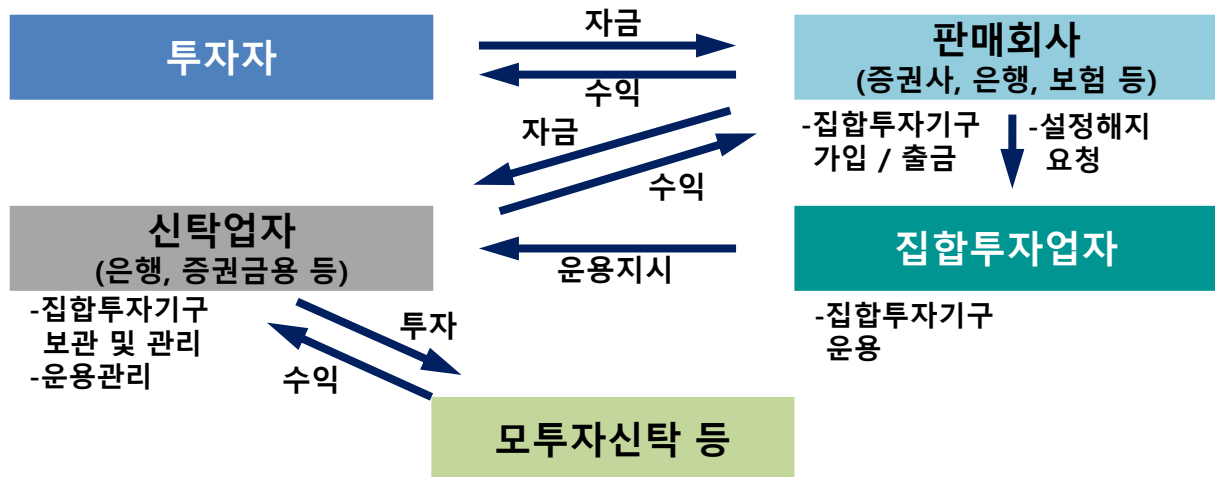 투자자
자금
수익
판매회사
(증권사, 은행, 보험 등)
-집합투자기구
가입 / 출금
-설정해지
요청
자금
수익
신탁업자
(은행, 증권금융 등)
운용지시
집합투자업자
-집합투자기구
보관 및 관리
-운용관리
투자
수익
-집합투자기구
운용
모투자신탁 등